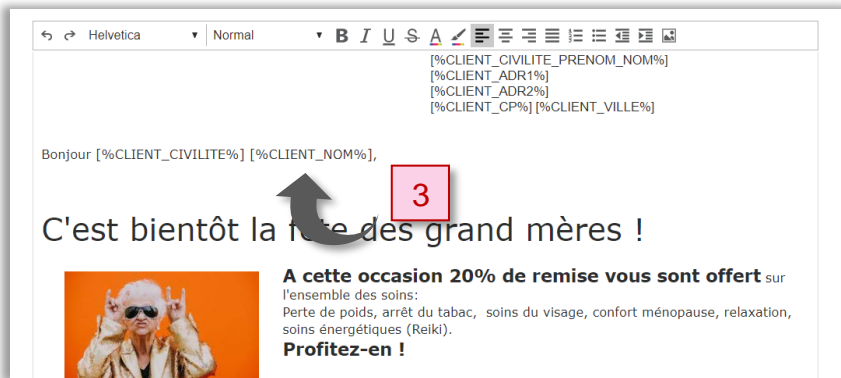 Helvetica Normal B I U S A
[%CLIENT_CIVILITE_PRENOM_NOM%]
[%CLIENT_ADR1%]
[%CLIENT_ADR2%]
[%CLIENT_CP%] [%CLIENT_VILLE%]
Bonjour [%CLIENT_CIVILITE%] [%CLIENT_NOM%],
3
C'est bientôt la fête des grand mères !
A cette occasion 20% de remise vous sont offert sur
l'ensemble des soins:
Perte de poids, arrêt du tabac,  soins du visage, confort ménopause, relaxation,
soins énergétiques (Reiki).
Profitez-en !